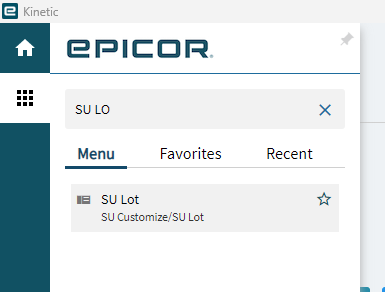 Kinetic
EPICOR
SU LO
Menu Favorites Recent
SU Lot
SU Customize/SU Lot